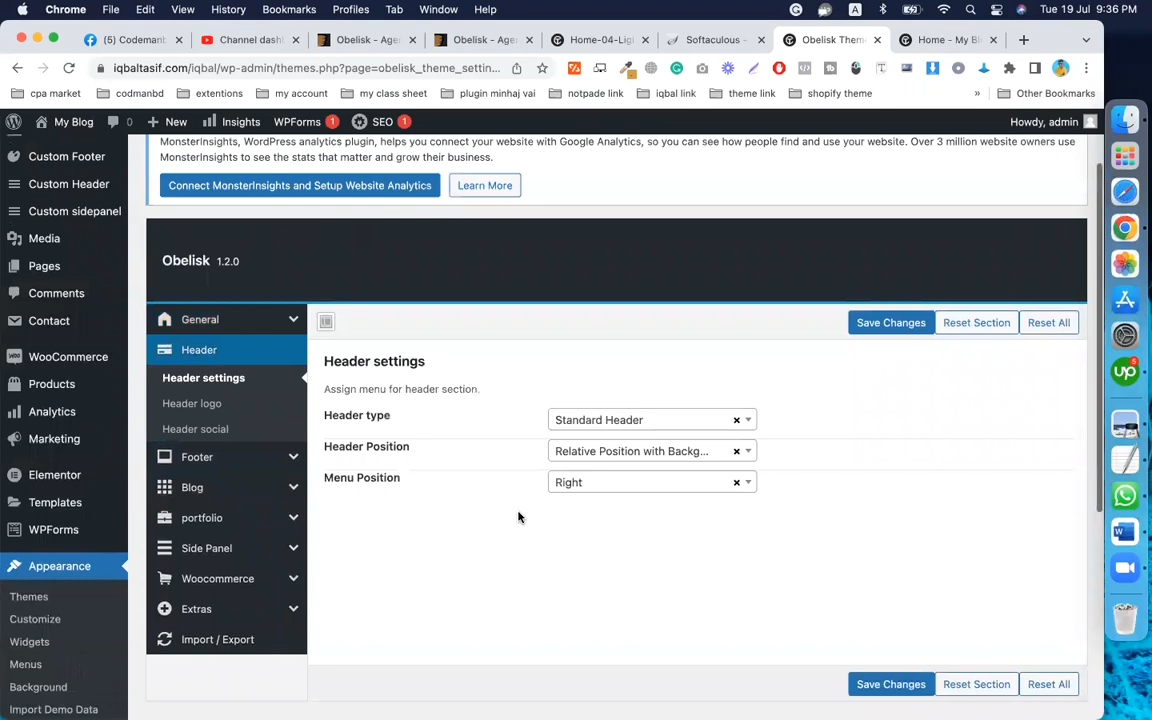 Chrome File Edit View History Bookmarks Profiles Tab Window Help A Tue 19 Jul 9:36 PM
(5) Codemanb Channel dash Obelisk - Age Obelisk - Age Home-04-Lig Softaculous - Obelisk Them Home - My Bl
iqbaltasif.com/iqbal/wp-admin/themes.php?page=obelisk_theme_settin...
cpa market codmanbd extentions my account my class sheet plugin minhaj vai notpade link iqbal link theme link shopify theme » Other Bookmarks
My Blog 0 New Insights WPForms 1 SEO 1 Howdy, admin
MonsterInsights, WordPress analytics plugin, helps you connect your website with Google Analytics, so you can see how people find and use your website. Over 3 million website owners use
MonsterInsights to see the stats that matter and grow their business.
Connect MonsterInsights and Setup Website Analytics Learn More
Custom Footer
Custom Header
Custom sidepanel
Media
Pages
Comments
Contact
WooCommerce
Products
Analytics
Marketing
Elementor
Templates
WPForms
Appearance
Themes
Customize
Widgets
Menus
Background
Import Demo Data
Obelisk 1.2.0
General
Header
Header settings
Header logo
Header social
Footer
Blog
portfolio
Side Panel
Woocommerce
Extras
Import / Export
Save Changes Reset Section Reset All
Header settings
Assign menu for header section.
Header type Standard Header
Header Position Relative Position with Backg...
Menu Position Right
Save Changes Reset Section Reset All
up 5
W